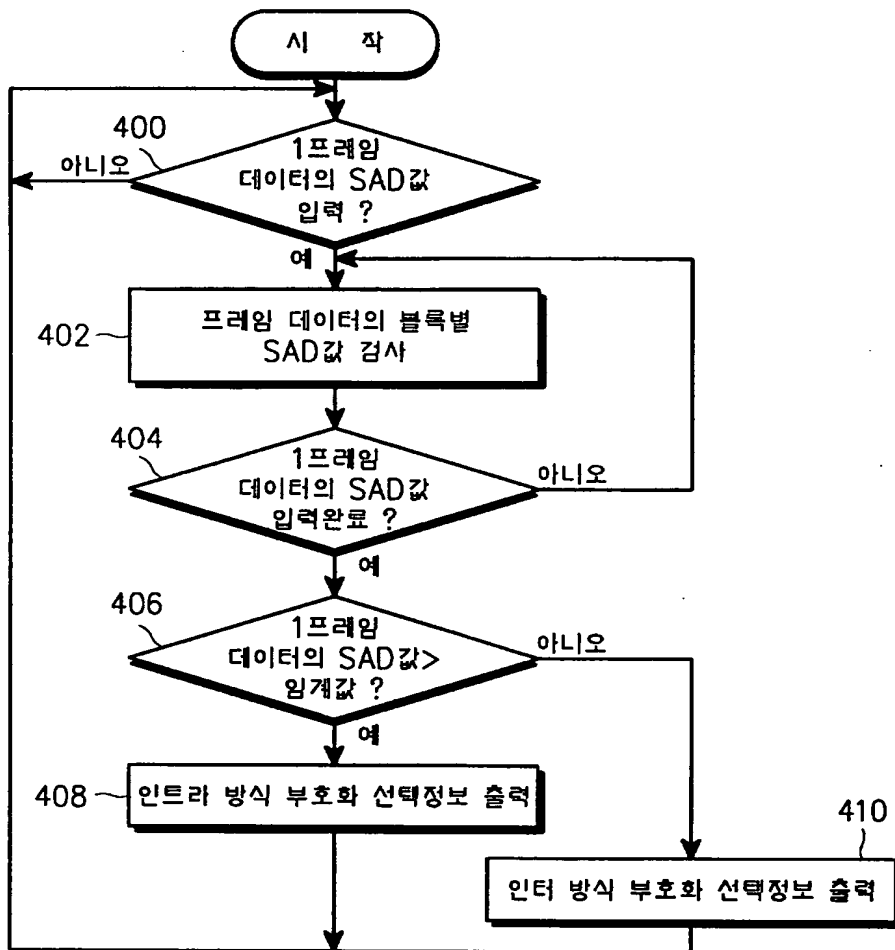 시 작
400
아니오
1프레임
데이터의 SAD값
입력 ?
예
402
프레임 데이터의 블록별
SAD값 검사
404
1프레임
데이터의 SAD값
입력완료 ?
아니오
예
406
1프레임
데이터의 SAD값>
임계값 ?
아니오
예
408
인트라 방식 부호화 선택정보 출력
410
인터 방식 부호화 선택정보 출력